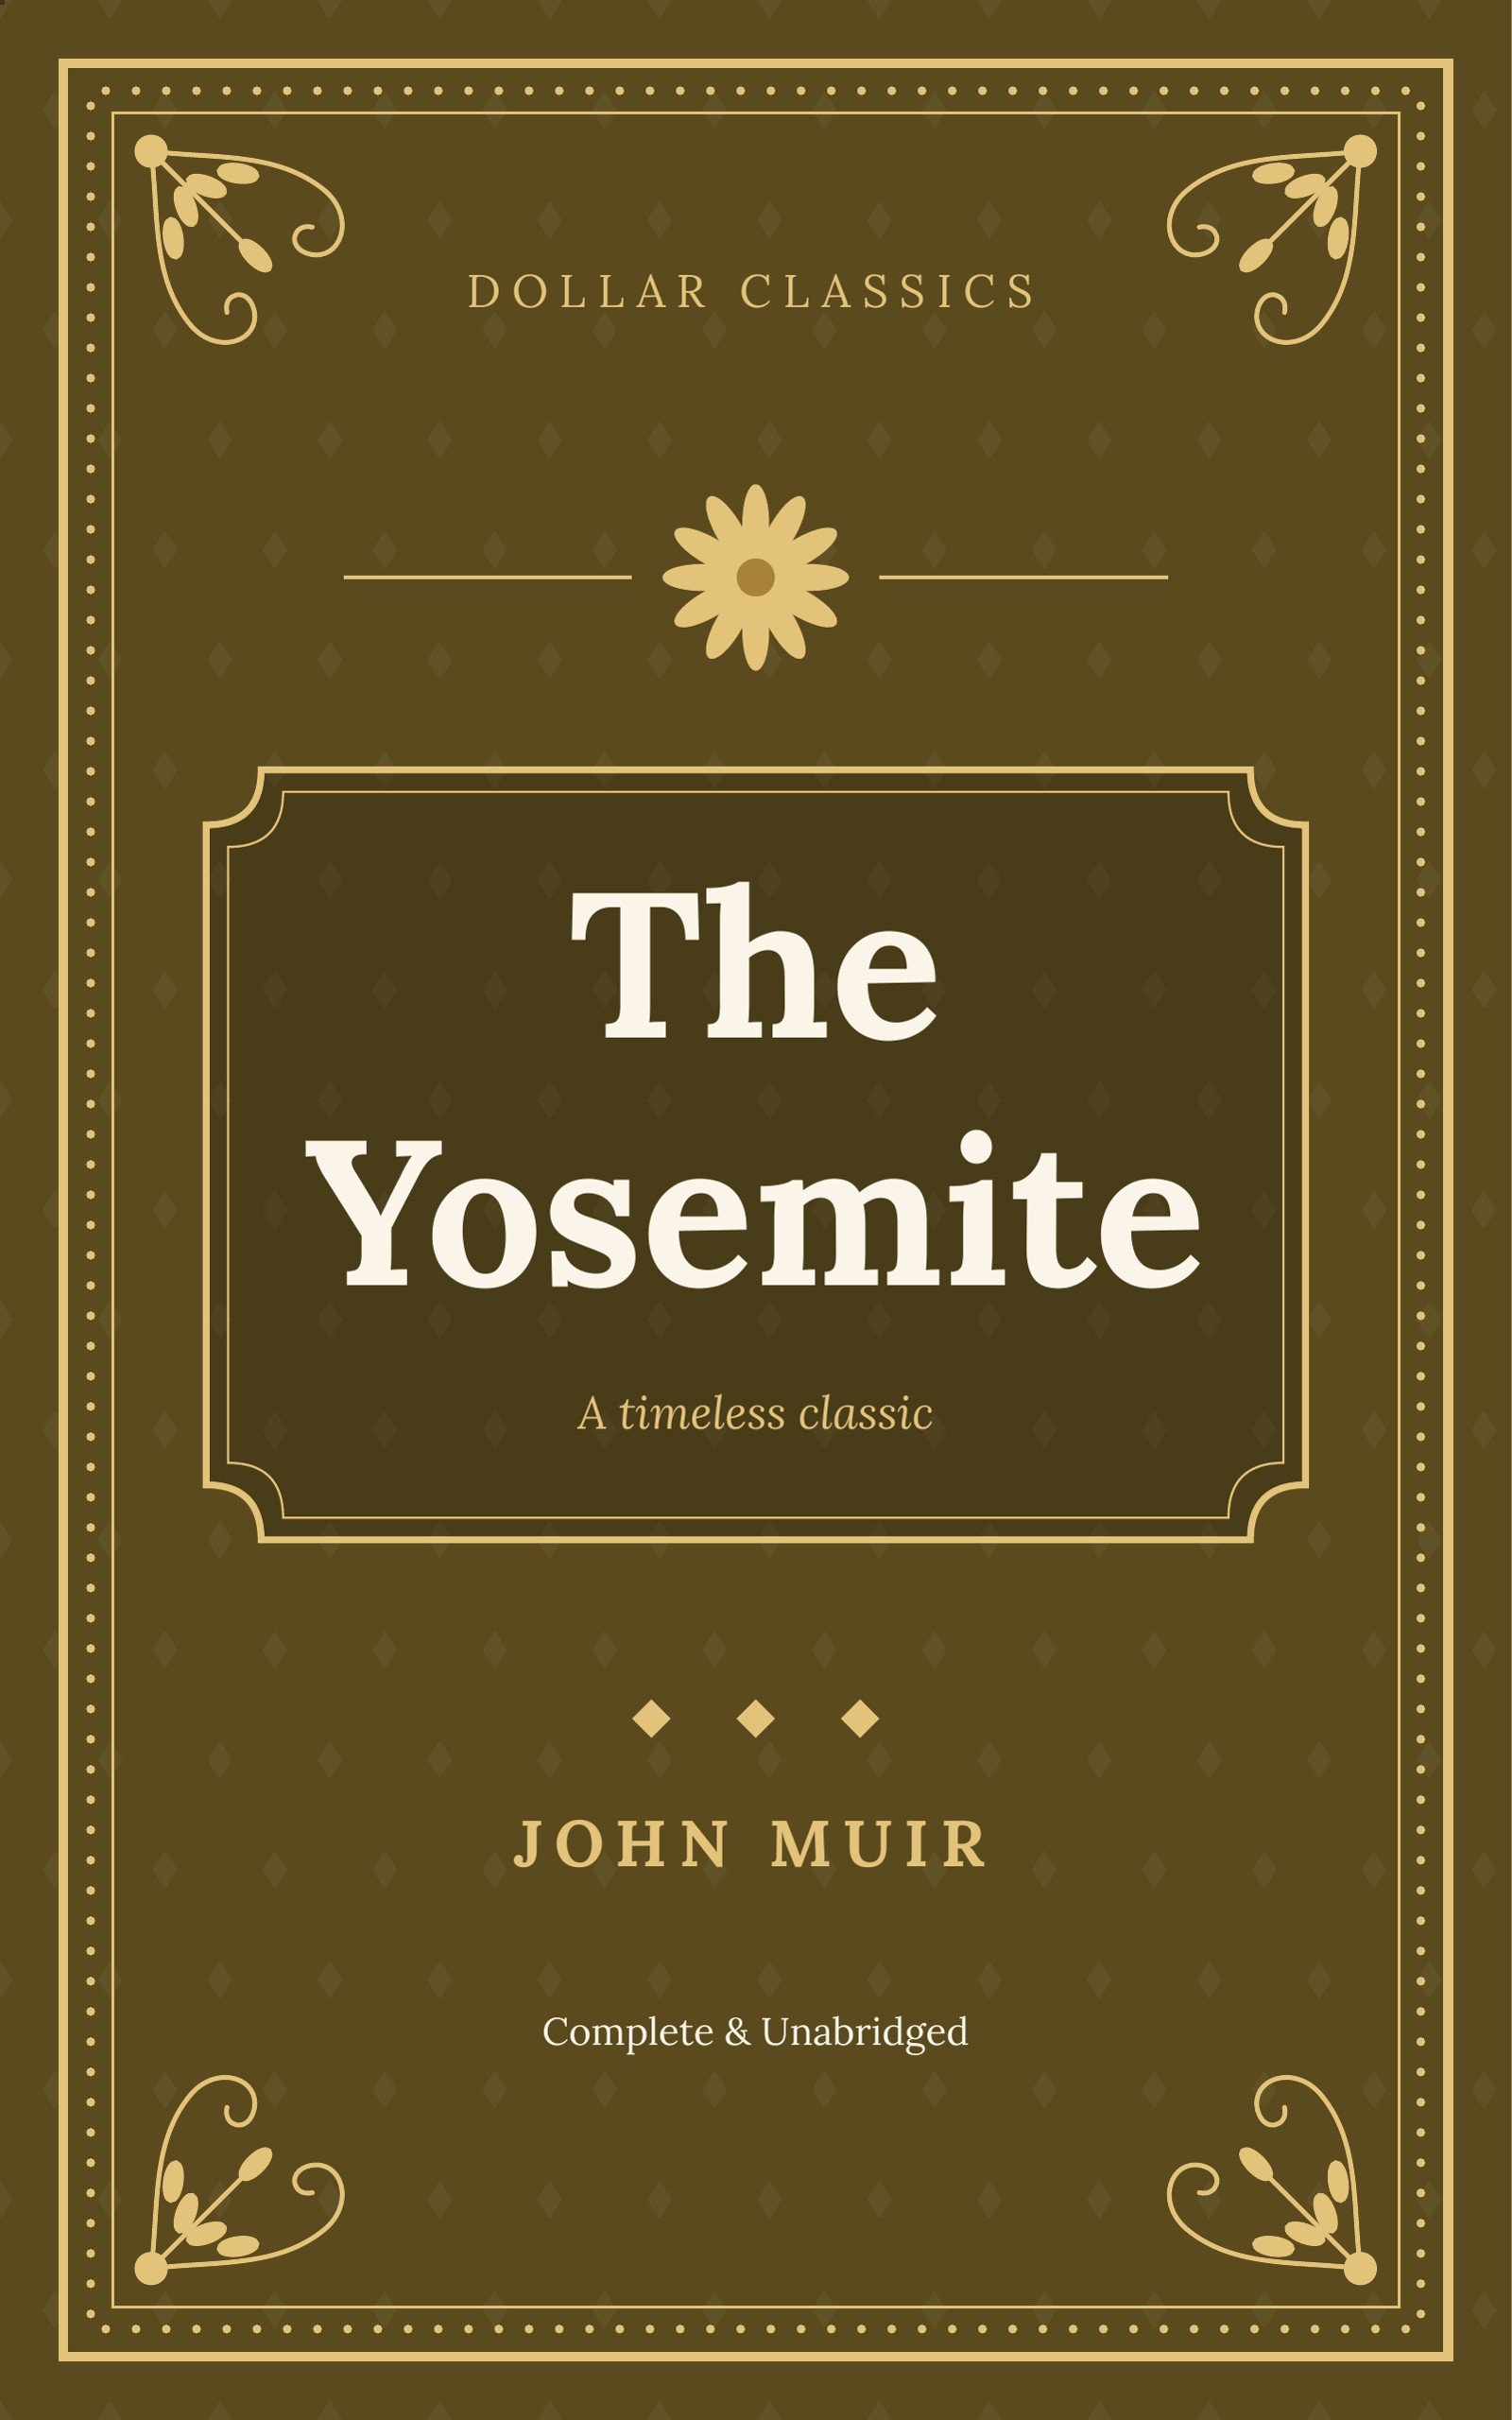 DOLLAR CLASSICS
The
Yosemite
A timeless classic
JOHN MUIR
Complete & Unabridged